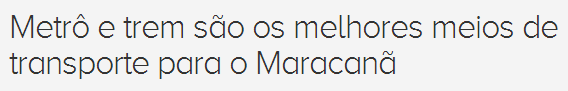 Metrô e trem são os melhores meios de
transporte para o Maracanã